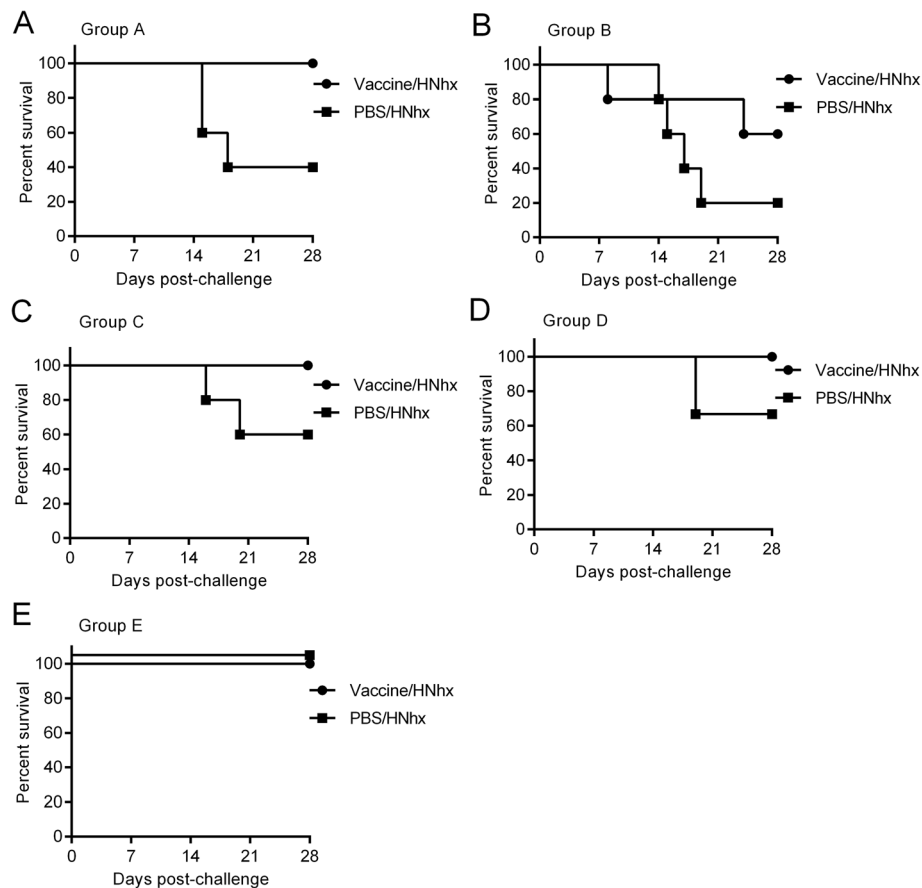 A
Group A
Percent survival
100
80
60
40
20
0
0 7 14 21 28
Days post-challenge
Vaccine/HNhx
PBS/HNhx
B
Group B
Percent survival
100
80
60
40
20
0
0 7 14 21 28
Days post-challenge
Vaccine/HNhx
PBS/HNhx
C
Group C
Percent survival
100
80
60
40
20
0
0 7 14 21 28
Days post-challenge
Vaccine/HNhx
PBS/HNhx
D
Group D
Percent survival
100
80
60
40
20
0
0 7 14 21 28
Days post-challenge
Vaccine/HNhx
PBS/HNhx
E
Group E
Percent survival
100
80
60
40
20
0
0 7 14 21 28
Days post-challenge
Vaccine/HNhx
PBS/HNhx